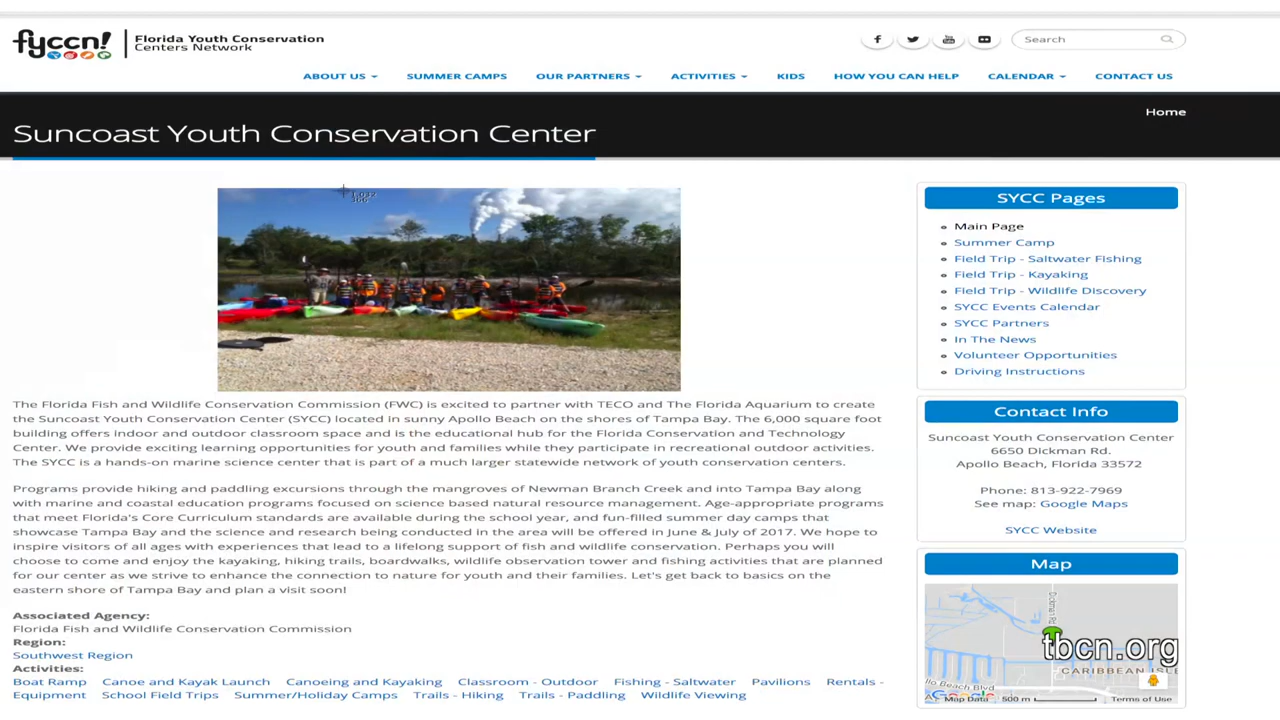 fyccn!
Florida Youth Conservation
Centers Network
Search
ABOUT US SUMMER CAMPS OUR PARTNERS ACTIVITIES KIDS HOW YOU CAN HELP CALENDAR CONTACT US
Home
Suncoast Youth Conservation Center
The Florida Fish and Wildlife Conservation Commission (FWC) is excited to partner with TECO and The Florida Aquarium to create
the Suncoast Youth Conservation Center (SYCC) located in sunny Apollo Beach on the shores of Tampa Bay. The 6,000 square foot
building offers indoor and outdoor classroom space and is the educational hub for the Florida Conservation and Technology
Center. We provide exciting learning opportunities for youth and families while they participate in recreational outdoor activities.
The SYCC is a hands-on marine science center that is part of a much larger statewide network of youth conservation centers.
Programs provide hiking and paddling excursions through the mangroves of Newman Branch Creek and into Tampa Bay along
with marine and coastal education programs focused on science based natural resource management. Age-appropriate programs
that meet Florida's Core Curriculum standards are available during the school year, and fun-filled summer day camps that
showcase Tampa Bay and the science and research being conducted in the area will be offered in June & July of 2017. We hope to
inspire visitors of all ages with experiences that lead to a lifelong support of fish and wildlife conservation. Perhaps you will
choose to come and enjoy the kayaking, hiking trails, boardwalks, wildlife observation tower and fishing activities that are planned
for our center as we strive to enhance the connection to nature for youth and their families. Let's get back to basics on the
eastern shore of Tampa Bay and plan a visit soon!
Associated Agency:
Florida Fish and Wildlife Conservation Commission
Region:
Southwest Region
Activities:
Boat Ramp Canoe and Kayak Launch Canoeing and Kayaking Classroom - Outdoor Fishing - Saltwater Pavilions Rentals -
Equipment School Field Trips Summer/Holiday Camps Trails - Hiking Trails - Paddling Wildlife Viewing
SYCC Pages
Main Page
Summer Camp
Field Trip - Saltwater Fishing
Field Trip - Kayaking
Field Trip - Wildlife Discovery
SYCC Events Calendar
SYCC Partners
In The News
Volunteer Opportunities
Driving Instructions
Contact Info
Suncoast Youth Conservation Center
6650 Dickman Rd.
Apollo Beach, Florida 33572
Phone: 813-922-7969
See map: Google Maps
SYCC Website
Map
Dickman Rd
tbcn.org
CARIBBEAN ISL
llo Beach Blvd
Google
Map Data 500 m Terms of Use